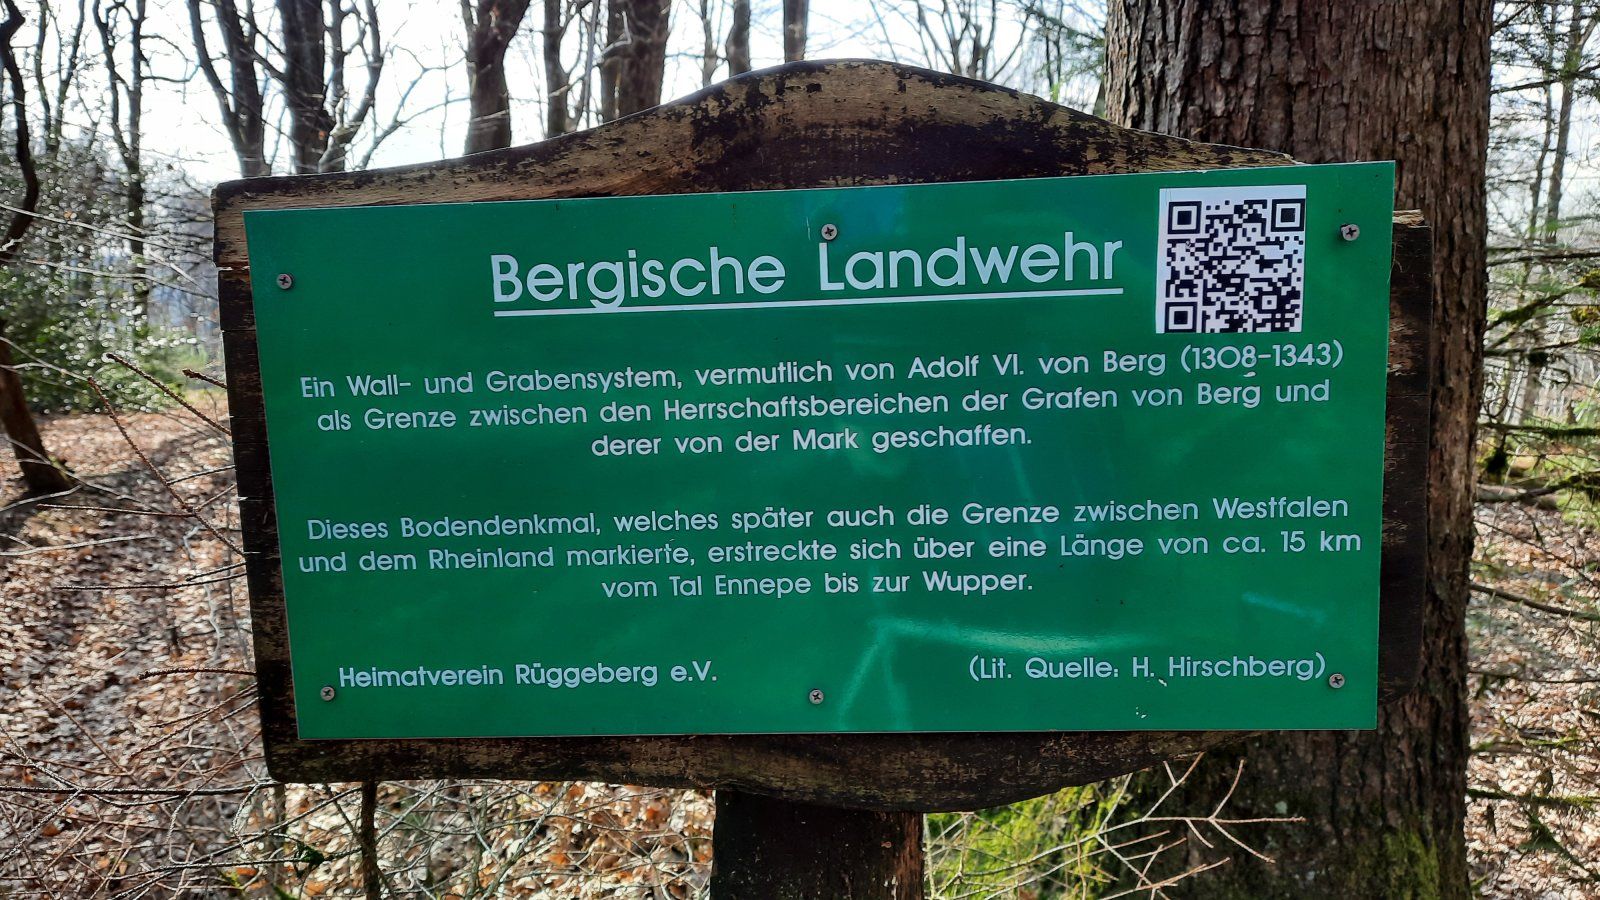 Bergische Landwehr
Ein Wall- und Grabensystem, vermutlich von Adolf VI. von Berg (1308-1343)
als Grenze zwischen den Herrschaftsbereichen der Grafen von Berg und
derer von der Mark geschaffen.
Dieses Bodendenkmal, welches später auch die Grenze zwischen Westfalen
und dem Rheinland markierte, erstreckte sich über eine Länge von ca. 15 km
vom Tal Ennepe bis zur Wupper.
Heimatverein Rüggeberg e.V. (Lit. Quelle: H. Hirschberg)